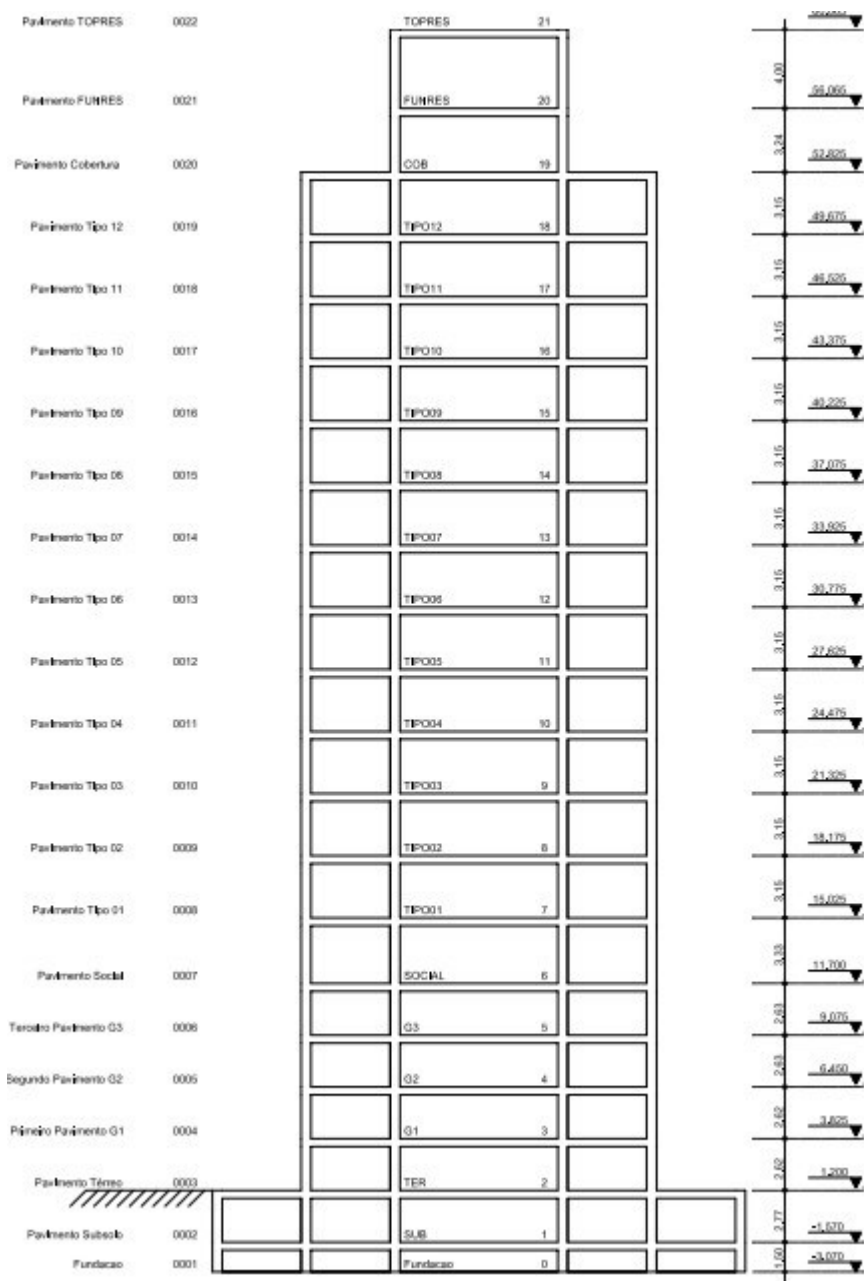 Pavimento TOPRES 0022 TOPRES 21
4,00
Pavimento FUNRES 0021 FUNRES 20 56,065
3,24
Pavimento Cobertura 0020 COB 19 52,825
3,15
Pavimento Tipo 12 0019 TIPO12 18 49,675
3,15
Pavimento Tipo 11 0018 TIPO11 17 46,525
3,15
Pavimento Tipo 10 0017 TIPO10 16 43,375
3,15
Pavimento Tipo 09 0016 TIPO09 15 40,225
3,15
Pavimento Tipo 08 0015 TIPO08 14 37,075
3,15
Pavimento Tipo 07 0014 TIPO07 13 33,925
3,15
Pavimento Tipo 06 0013 TIPO06 12 30,775
3,15
Pavimento Tipo 05 0012 TIPO05 11 27,625
3,15
Pavimento Tipo 04 0011 TIPO04 10 24,475
3,15
Pavimento Tipo 03 0010 TIPO03 9 21,325
3,15
Pavimento Tipo 02 0009 TIPO02 8 18,175
3,15
Pavimento Tipo 01 0008 TIPO01 7 15,025
3,33
Pavimento Social 0007 SOCIAL 6 11,700
2,63
Terceiro Pavimento G3 0006 G3 5 9,075
2,63
Segundo Pavimento G2 0005 G2 4 6,450
2,62
Primeiro Pavimento G1 0004 G1 3 3,825
2,62
Pavimento Térreo 0003 TER 2 1,200
2,77
Pavimento Subsolo 0002 SUB 1 -1,570
1,50
Fundacao 0001 Fundacao 0 -3,070